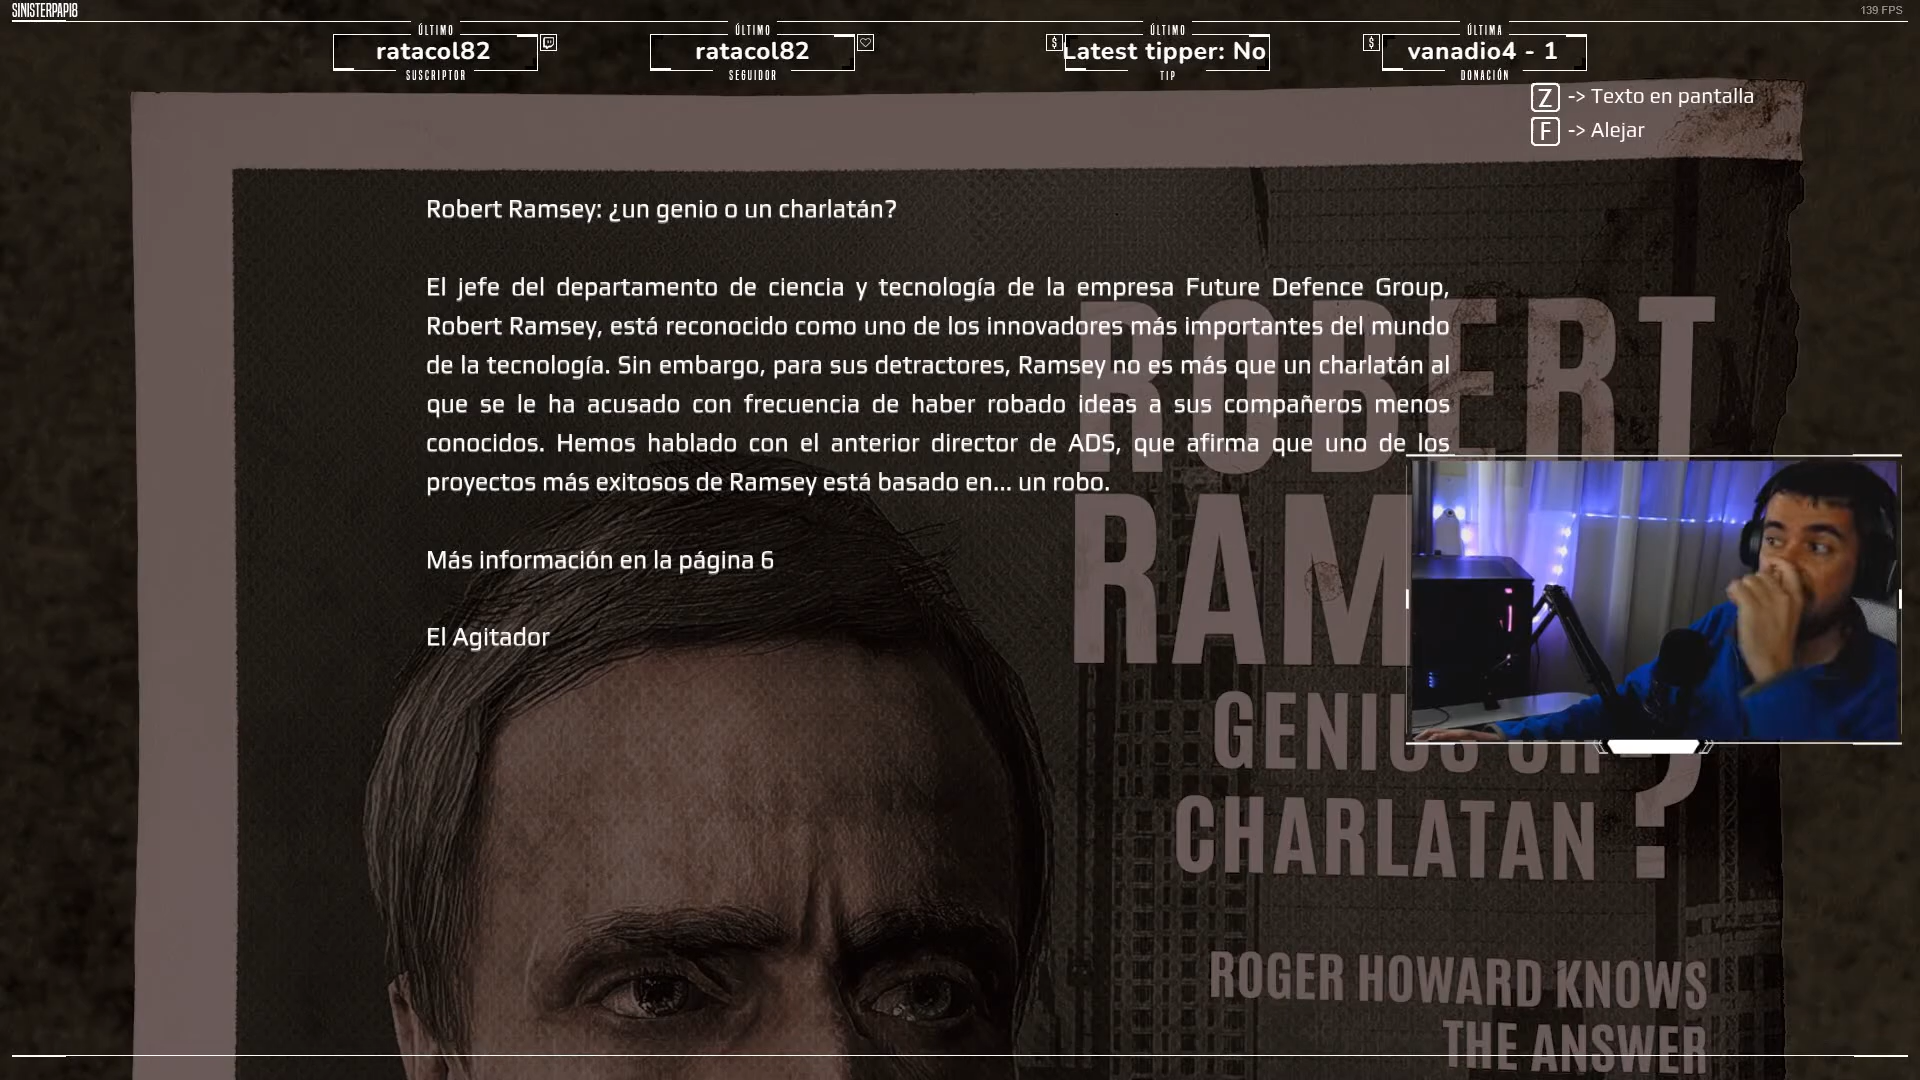 SINISTERPAPI8
139 FPS
ÚLTIMO
ratacol82
SUSCRIPTOR
ÚLTIMO
ratacol82
SEGUIDOR
ÚLTIMO
$
Latest tipper: No
TIP
ÚLTIMA
$
vanadio4 - 1
DONACIÓN
Z -> Texto en pantalla
F -> Alejar
Robert Ramsey: ¿un genio o un charlatán?
El jefe del departamento de ciencia y tecnología de la empresa Future Defence Group,
Robert Ramsey, está reconocido como uno de los innovadores más importantes del mundo
de la tecnología. Sin embargo, para sus detractores, Ramsey no es más que un charlatán al
que se le ha acusado con frecuencia de haber robado ideas a sus compañeros menos
conocidos. Hemos hablado con el anterior director de ADS, que afirma que uno de los
proyectos más exitosos de Ramsey está basado en... un robo.
Más información en la página 6
El Agitador
ROBERT
RAM
GENIUS OR
CHARLATAN?
ROGER HOWARD KNOWS
THE ANSWER